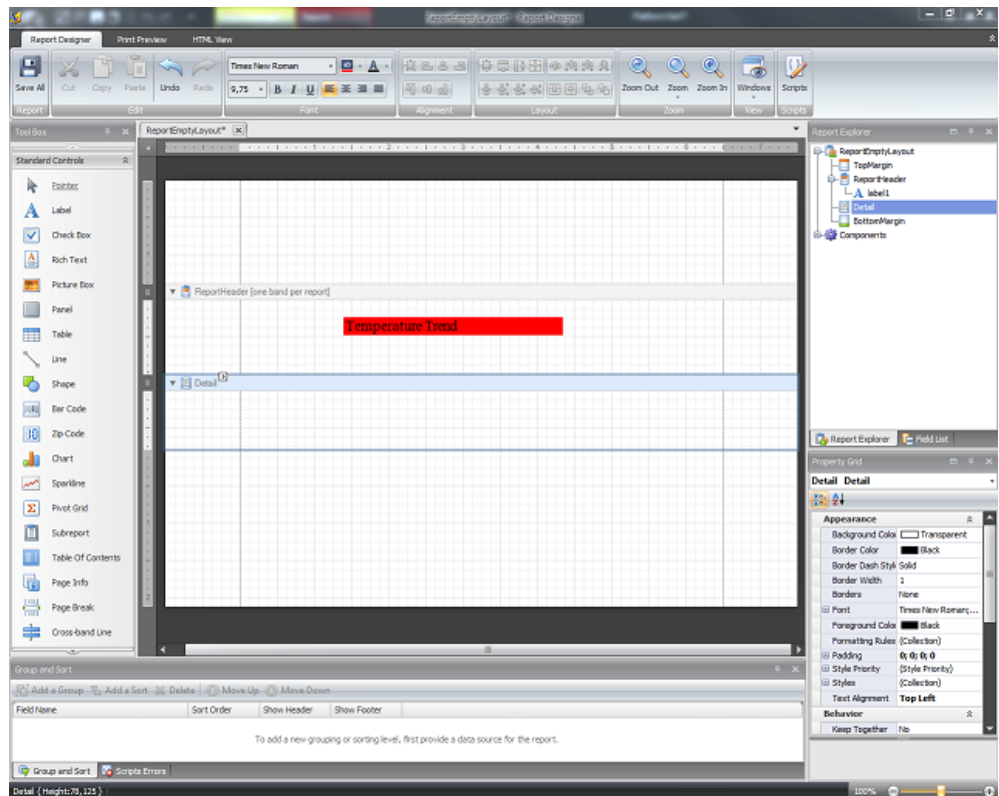 ReportEmptyLayout* - Report Designer
Report Designer Print Preview HTML View
Times New Roman
9,75 B I U
Save All Cut Copy Paste Undo Redo Zoom Out Zoom Zoom In Windows Scripts
Report Edit Font Alignment Layout Zoom View Scripts
Tool Box
Standard Controls
Pointer
Label
Check Box
Rich Text
Picture Box
Panel
Table
Line
Shape
Bar Code
Zip Code
Chart
Sparkline
Pivot Grid
Subreport
Table Of Contents
Page Info
Page Break
Cross-band Line
ReportEmptyLayout*
ReportHeader [one band per report]
Temperature Trend
Detail
Report Explorer
ReportEmptyLayout
TopMargin
ReportHeader
label1
Detail
BottomMargin
Components
Report Explorer Field List
Property Grid
Detail Detail
Appearance
Background Color Transparent
Border Color Black
Border Dash Style Solid
Border Width 1
Borders None
Font Times New Roman;...
Foreground Color Black
Formatting Rules (Collection)
Padding 0; 0; 0; 0
Style Priority (Style Priority)
Styles (Collection)
Text Alignment Top Left
Behavior
Keep Together No
Group and Sort
Add a Group Add a Sort Delete Move Up Move Down
Field Name Sort Order Show Header Show Footer
To add a new grouping or sorting level, first provide a data source for the report.
Group and Sort Scripts Errors
Detail { Height:78,125 } 100%